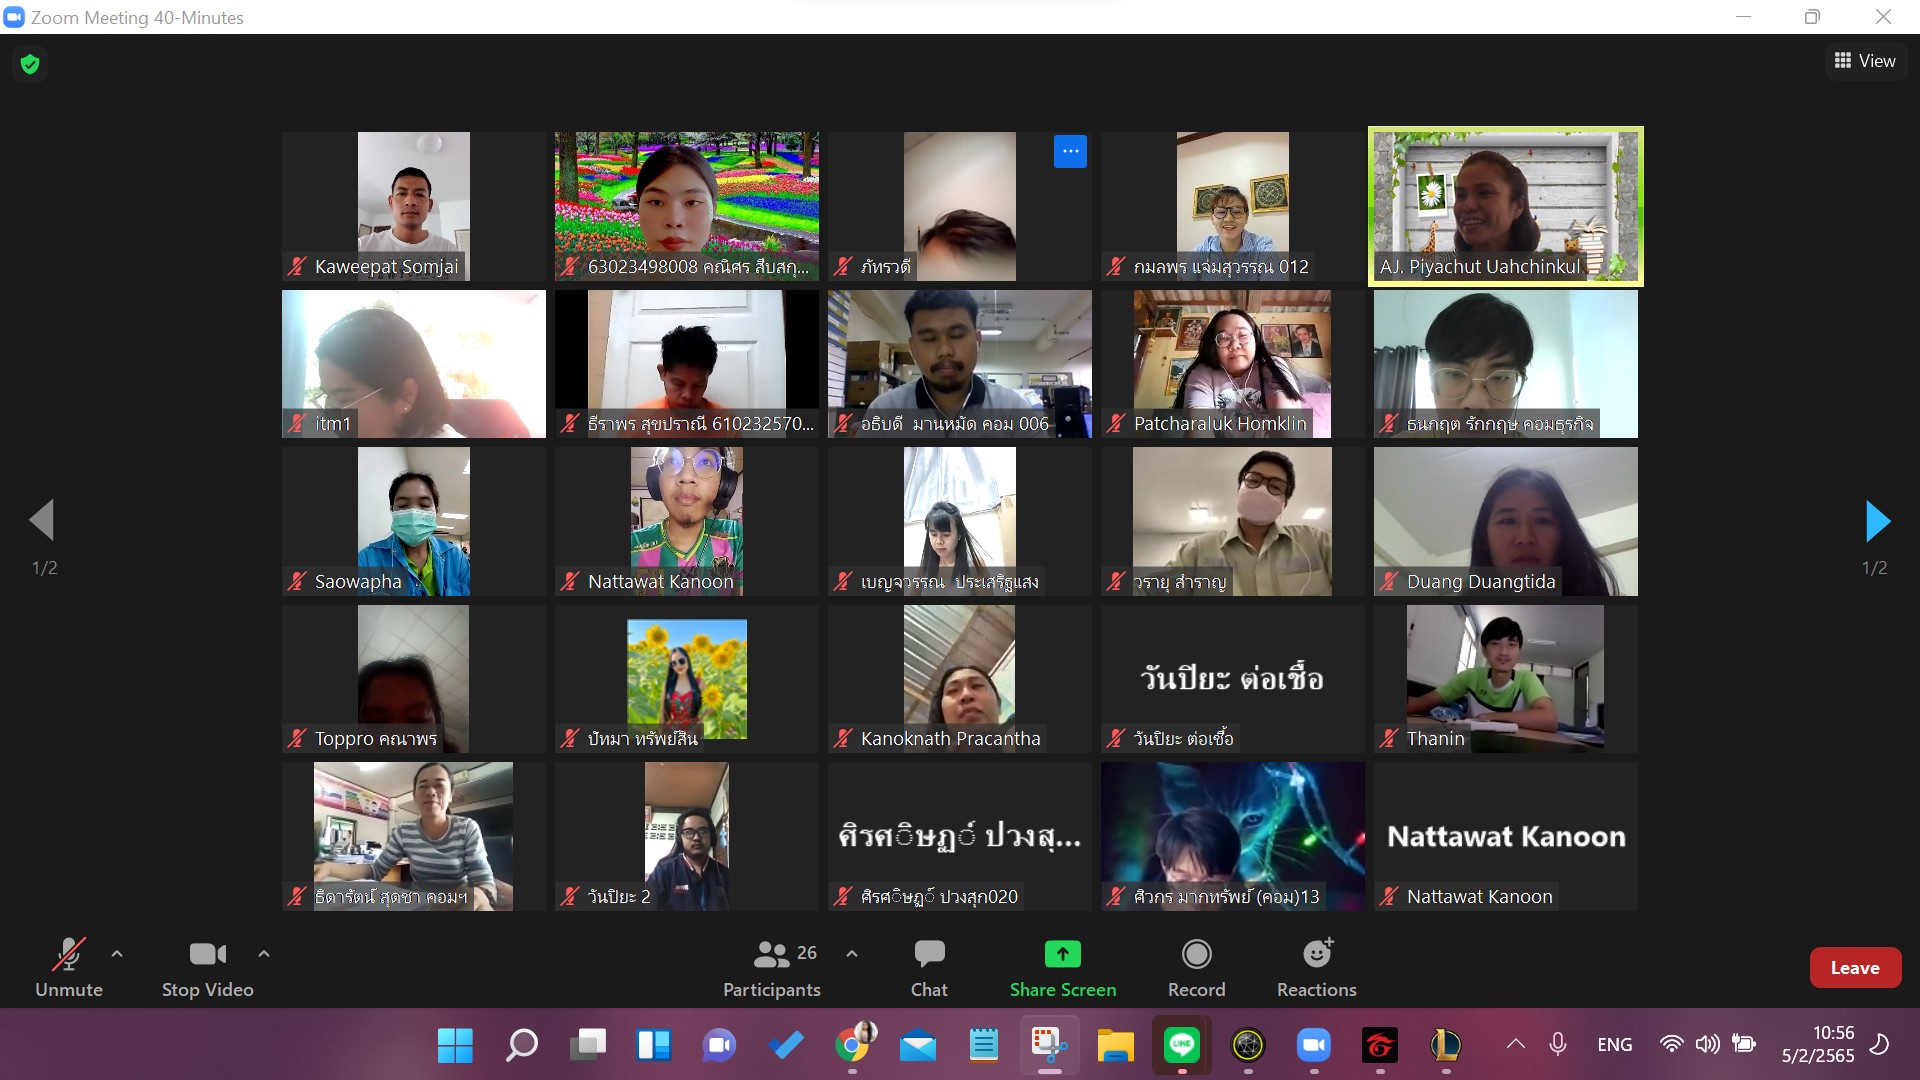 Zoom Meeting 40-Minutes
View
Kaweepat Somjai
63023498008 คณิศร สืบสกุ...
ภัทรวดี
กมลพร แจ่มสุวรรณ 012
AJ. Piyachut Uahchinkul
itm1
ธีราพร สุขปราณี 610232570...
อธิบดี มานหมัด คอม 006
Patcharaluk Homklin
ธนกฤต รักกฤษ คอมธุรกิจ
Saowapha
Nattawat Kanoon
เบญจวรรณ ประเสริฐแสง
วรายุ สำราญ
Duang Duangtida
1/2
1/2
Toppro คณาพร
ปัทมา ทรัพย์สิน
Kanoknath Pracantha
วันปิยะ ต่อเชื้อ
วันปิยะ ต่อเชื้อ
Thanin
ธิดารัตน์ สุดชา คอมฯ
วันปิยะ 2
ศิรศิษฏ์ ปวงสุ...
ศิรศิษฏ์ ปวงสุก020
ศิวกร มากทรัพย์ (คอม)13
Nattawat Kanoon
Nattawat Kanoon
Unmute
Stop Video
26
Participants
Chat
Share Screen
Record
Reactions
Leave
LINE
ENG
10:56
5/2/2565